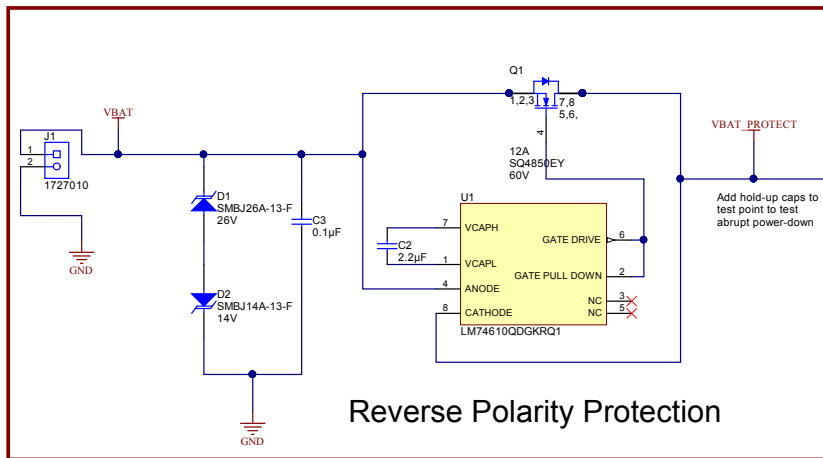 Q1
1,2,3
7,8
5,6,
4
12A
SQ4850EY
60V
VBAT
VBAT_PROTECT
J1
1
2
1727010
GND
D1
SMBJ26A-13-F
26V
C3
0.1µF
D2
SMBJ14A-13-F
14V
GND
C2
2.2µF
U1
7
VCAPH
1
VCAPL
4
ANODE
8
CATHODE
GATE DRIVE
6
GATE PULL DOWN
2
NC
3
NC
5
LM74610QDGKRQ1
Add hold-up caps to
test point to test
abrupt power-down
Reverse Polarity Protection